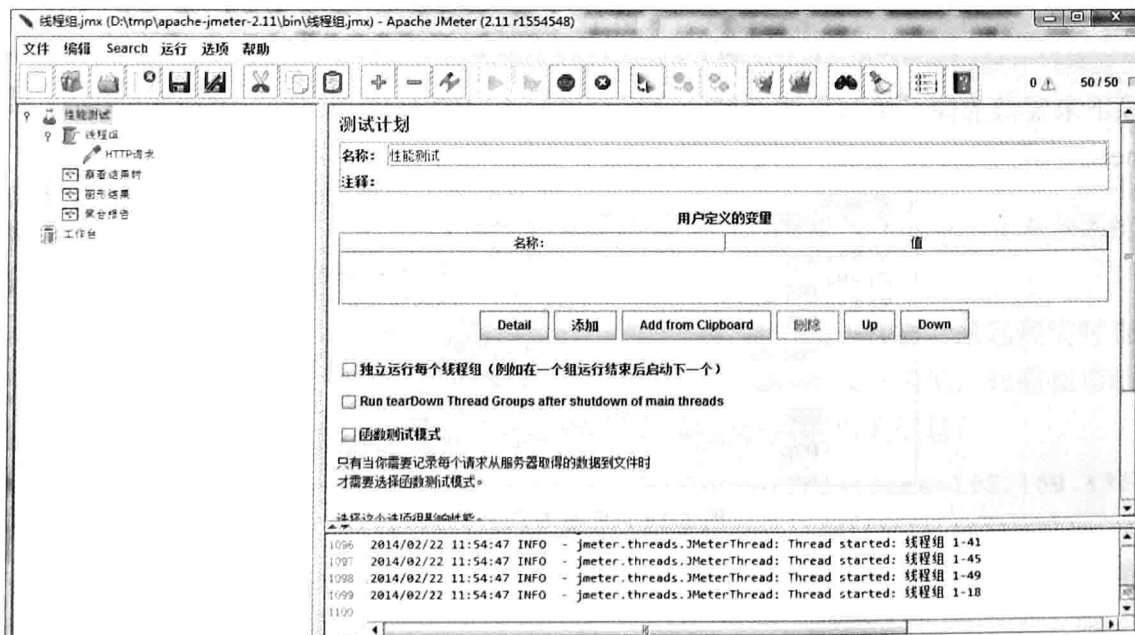 线程组.jmx (D:\tmp\apache-jmeter-2.11\bin\线程组.jmx) - Apache JMeter (2.11 r1554548)
文件 编辑 Search 运行 选项 帮助
0 50 / 50
性能测试
线程组
HTTP请求
察看结果树
图形结果
聚合报告
工作台
测试计划
名称: 性能测试
注释:
用户定义的变量
名称: 值
Detail 添加 Add from Clipboard 删除 Up Down
独立运行每个线程组（例如在一个组运行结束后启动下一个）
Run tearDown Thread Groups after shutdown of main threads
函数测试模式
只有当你需要记录每个请求从服务器取得的数据到文件时
才需要选择函数测试模式。
选择这个选项很影响性能。
1096 2014/02/22 11:54:47 INFO - jmeter.threads.JMeterThread: Thread started: 线程组 1-41
1097 2014/02/22 11:54:47 INFO - jmeter.threads.JMeterThread: Thread started: 线程组 1-45
1098 2014/02/22 11:54:47 INFO - jmeter.threads.JMeterThread: Thread started: 线程组 1-49
1099 2014/02/22 11:54:47 INFO - jmeter.threads.JMeterThread: Thread started: 线程组 1-18
1100